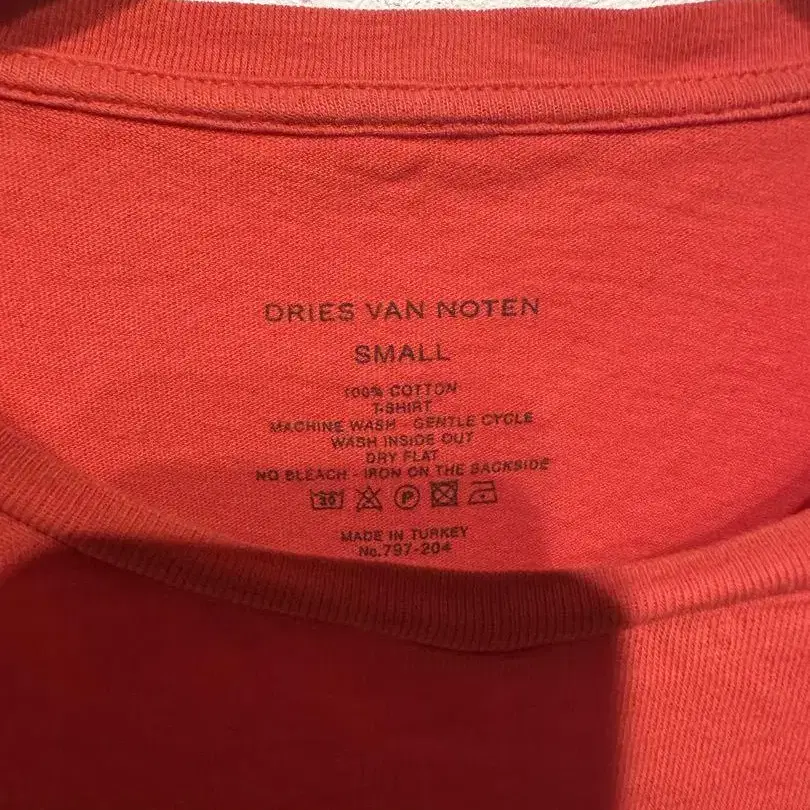 DRIES VAN NOTEN
SMALL
100% COTTON
T-SHIRT
MACHINE WASH - GENTLE CYCLE
WASH INSIDE OUT
DRY FLAT
NO BLEACH - IRON ON THE BACKSIDE
30 P
MADE IN TURKEY
No.797-204